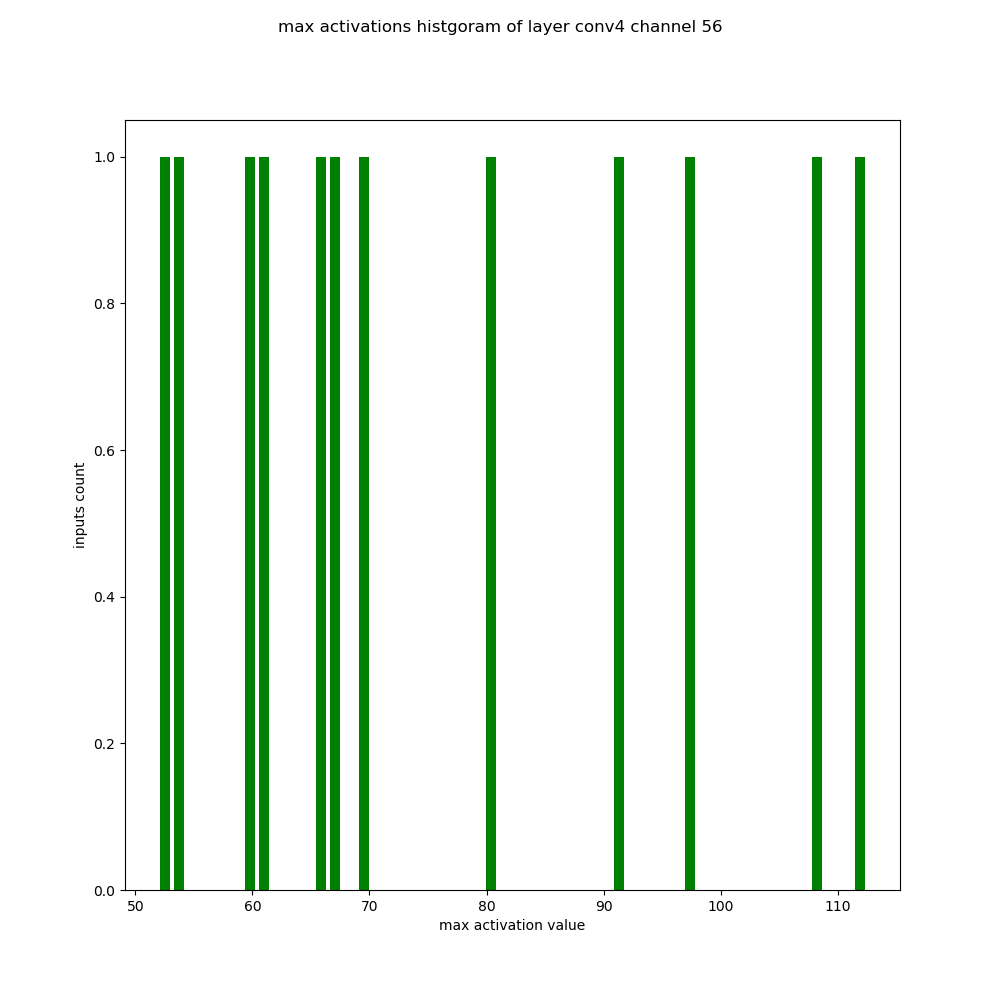 max activations histgoram of layer conv4 channel 56
1.0
0.8
0.6
0.4
0.2
0.0
inputs count
50 60 70 80 90 100 110
max activation value